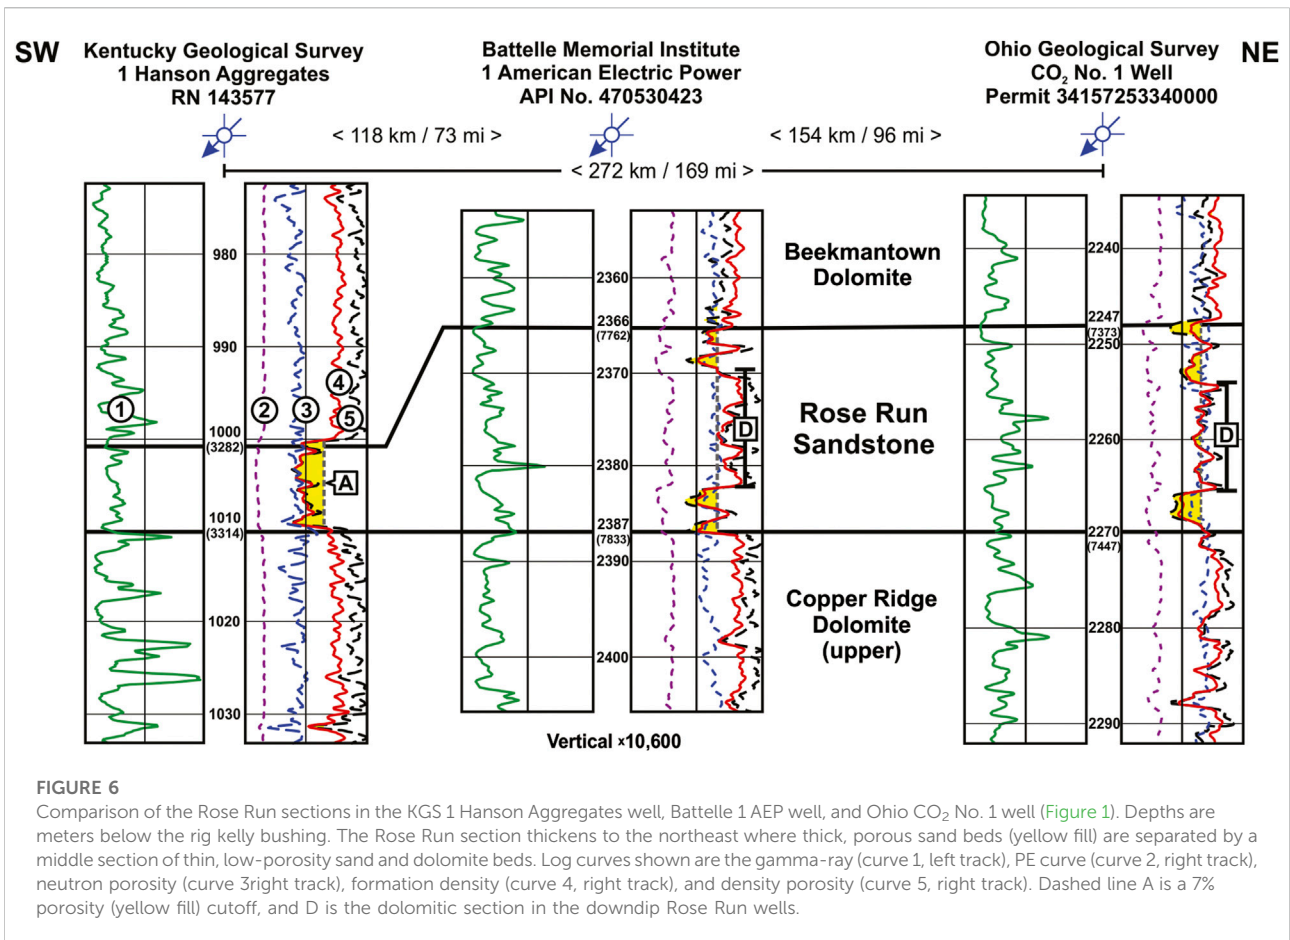 SW
Kentucky Geological Survey
1 Hanson Aggregates
RN 143577
Battelle Memorial Institute
1 American Electric Power
API No. 470530423
Ohio Geological Survey
CO₂ No. 1 Well
Permit 34157253340000
NE
< 118 km / 73 mi >
< 154 km / 96 mi >
< 272 km / 169 mi >
980
990
1000
(3282)
1010
(3314)
1020
1030
1
2
3
4
5
A
2360
2366
(7762)
2370
2380
2387
(7833)
2390
2400
D
Beekmantown
Dolomite
Rose Run
Sandstone
Copper Ridge
Dolomite
(upper)
2240
2247
(7373)
2250
2260
2270
(7447)
2280
2290
D
Vertical x10,600
FIGURE 6
Comparison of the Rose Run sections in the KGS 1 Hanson Aggregates well, Battelle 1 AEP well, and Ohio CO₂ No. 1 well (Figure 1). Depths are
meters below the rig kelly bushing. The Rose Run section thickens to the northeast where thick, porous sand beds (yellow fill) are separated by a
middle section of thin, low-porosity sand and dolomite beds. Log curves shown are the gamma-ray (curve 1, left track), PE curve (curve 2, right track),
neutron porosity (curve 3right track), formation density (curve 4, right track), and density porosity (curve 5, right track). Dashed line A is a 7%
porosity (yellow fill) cutoff, and D is the dolomitic section in the downdip Rose Run wells.